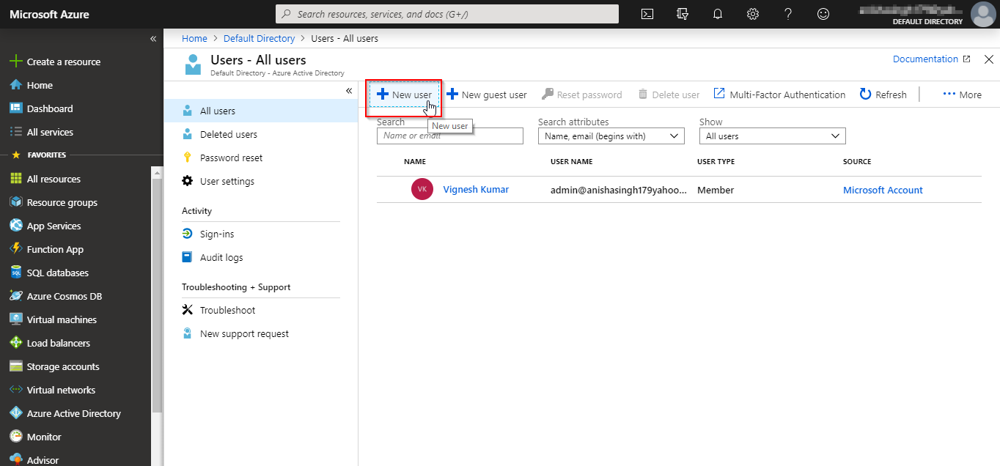 Microsoft Azure
Search resources, services, and docs (G+/)
DEFAULT DIRECTORY
Create a resource
Home
Dashboard
All services
FAVORITES
All resources
Resource groups
App Services
Function App
SQL databases
Azure Cosmos DB
Virtual machines
Load balancers
Storage accounts
Virtual networks
Azure Active Directory
Monitor
Advisor
Home > Default Directory > Users - All users
Users - All users
Default Directory - Azure Active Directory
Documentation
All users
Deleted users
Password reset
User settings
Activity
Sign-ins
Audit logs
Troubleshooting + Support
Troubleshoot
New support request
New user New guest user Reset password Delete user Multi-Factor Authentication Refresh More
New user
Search Search attributes Show
Name or email Name, email (begins with) All users
NAME USER NAME USER TYPE SOURCE
VK Vignesh Kumar admin@anishasingh179yahoo... Member Microsoft Account